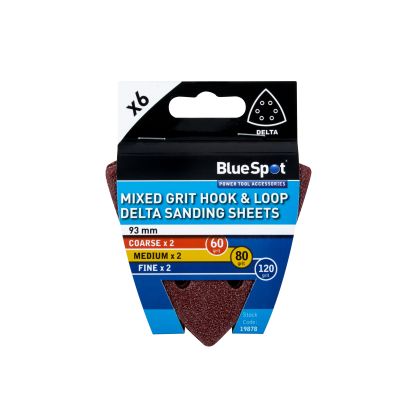 x6
DELTA
BlueSpot
POWER TOOL ACCESSORIES
MIXED GRIT HOOK & LOOP
DELTA SANDING SHEETS
93 mm
COARSE x 2 60 grit
MEDIUM x 2 80 grit
FINE x 2 120 grit
Stock
Code:
19878